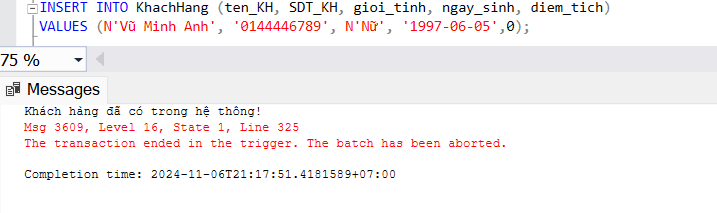 INSERT INTO KhachHang (ten_KH, SDT_KH, gioi_tinh, ngay_sinh, diem_tich)
VALUES (N'Vũ Minh Anh', '0144446789', N'Nữ', '1997-06-05',0);
75 %
Messages
Khách hàng đã có trong hệ thông!
Msg 3609, Level 16, State 1, Line 325
The transaction ended in the trigger. The batch has been aborted.
Completion time: 2024-11-06T21:17:51.4181589+07:00